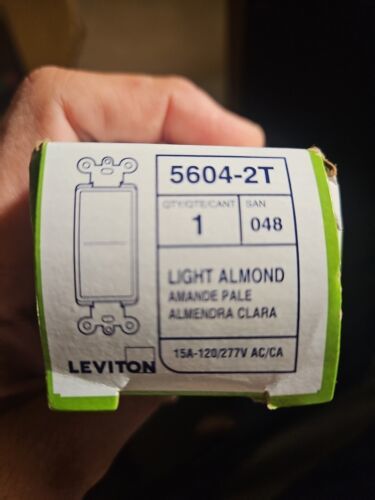 5604-2T
QTY/QTE/CANT SAN
1 048
LIGHT ALMOND
AMANDE PALE
ALMENDRA CLARA
LEVITON 15A-120/277V AC/CA